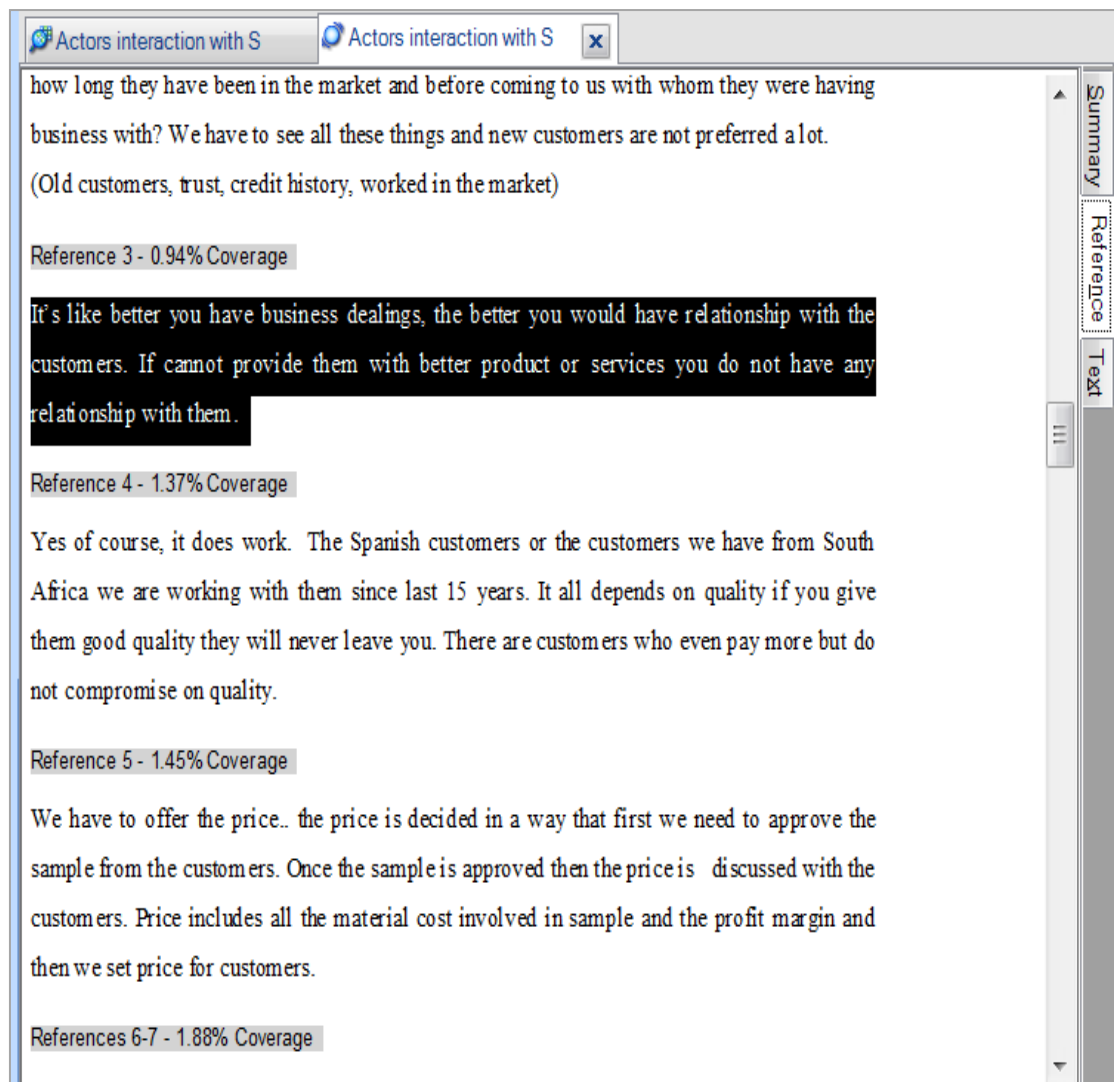 Actors interaction with S
Actors interaction with S
x
how long they have been in the market and before coming to us with whom they were having
business with? We have to see all these things and new customers are not preferred a lot.
(Old customers, trust, credit history, worked in the market)
Reference 3 - 0.94% Coverage
It's like better you have business dealings, the better you would have relationship with the
customers. If cannot provide them with better product or services you do not have any
relationship with them.
Reference 4 - 1.37% Coverage
Yes of course, it does work. The Spanish customers or the customers we have from South
Africa we are working with them since last 15 years. It all depends on quality if you give
them good quality they will never leave you. There are customers who even pay more but do
not compromise on quality.
Reference 5 - 1.45% Coverage
We have to offer the price.. the price is decided in a way that first we need to approve the
sample from the customers. Once the sample is approved then the price is discussed with the
customers. Price includes all the material cost involved in sample and the profit margin and
then we set price for customers.
References 6-7 - 1.88% Coverage
Summary
Reference
Text